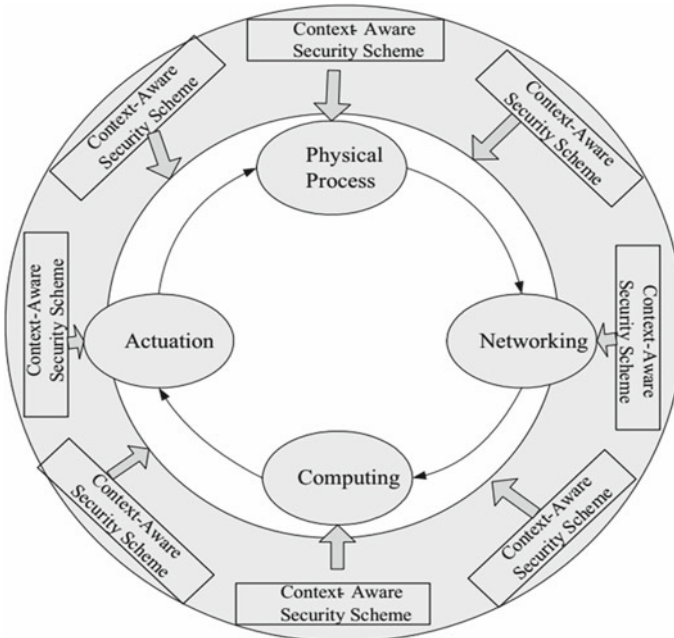 Context- Aware
Security Scheme
Context-Aware
Security Scheme
Context-Aware
Security Scheme
Physical
Process
Context-Aware
Security Scheme
Actuation
Networking
Context-Aware
Security Scheme
Computing
Context-Aware
Security Scheme
Context-Aware
Security Scheme
Context- Aware
Security Scheme